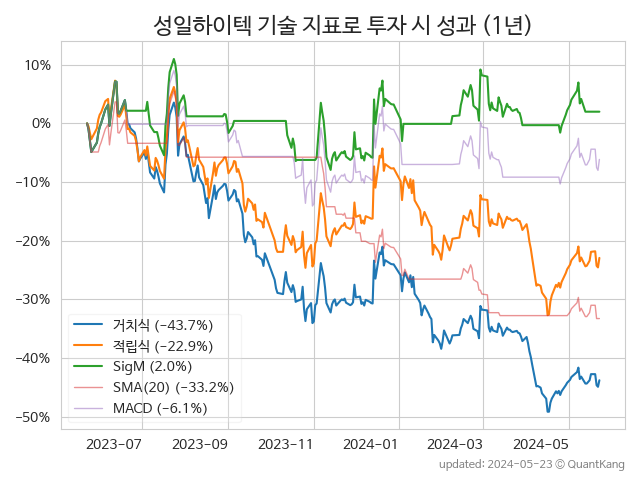 성일하이텍 기술 지표로 투자 시 성과 (1년)
10%
0%
−10%
−20%
−30%
−40%
−50%
거치식 (−43.7%)
적립식 (−22.9%)
SigM (2.0%)
SMA(20) (−33.2%)
MACD (−6.1%)
2023−07 2023−09 2023−11 2024−01 2024−03 2024−05
updated: 2024−05−23 © QuantKang